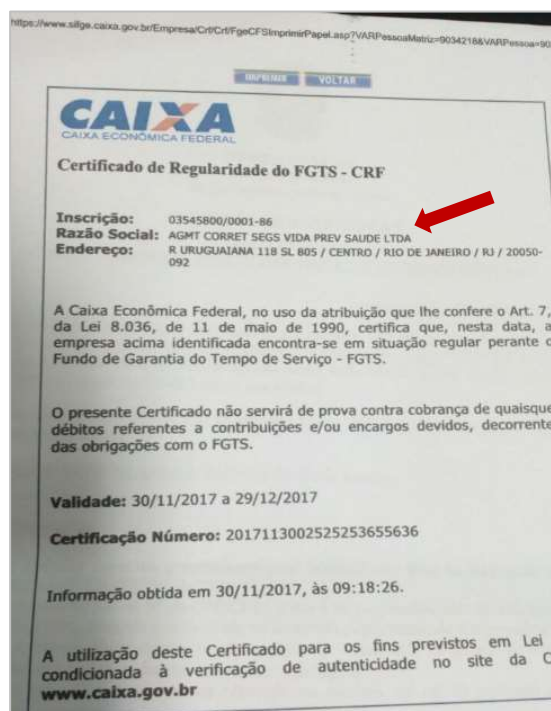 https://www.sifge.caixa.gov.br/Empresa/Crf/Crf/FgeCFSImprimirPapel.asp?VARPessoaMatriz=9034218&VARPessoa=90
IMPRIMIR VOLTAR
CAIXA
CAIXA ECONÔMICA FEDERAL
Certificado de Regularidade do FGTS - CRF
Inscrição: 03545800/0001-86
Razão Social: AGMT CORRET SEGS VIDA PREV SAUDE LTDA
Endereço: R URUGUAIANA 118 SL 805 / CENTRO / RIO DE JANEIRO / RJ / 20050-
092
A Caixa Econômica Federal, no uso da atribuição que lhe confere o Art. 7,
da Lei 8.036, de 11 de maio de 1990, certifica que, nesta data, a
empresa acima identificada encontra-se em situação regular perante o
Fundo de Garantia do Tempo de Serviço - FGTS.
O presente Certificado não servirá de prova contra cobrança de quaisque
débitos referentes a contribuições e/ou encargos devidos, decorrente
das obrigações com o FGTS.
Validade: 30/11/2017 a 29/12/2017
Certificação Número: 2017113002525253655636
Informação obtida em 30/11/2017, às 09:18:26.
A utilização deste Certificado para os fins previstos em Lei
condicionada à verificação de autenticidade no site da C
www.caixa.gov.br